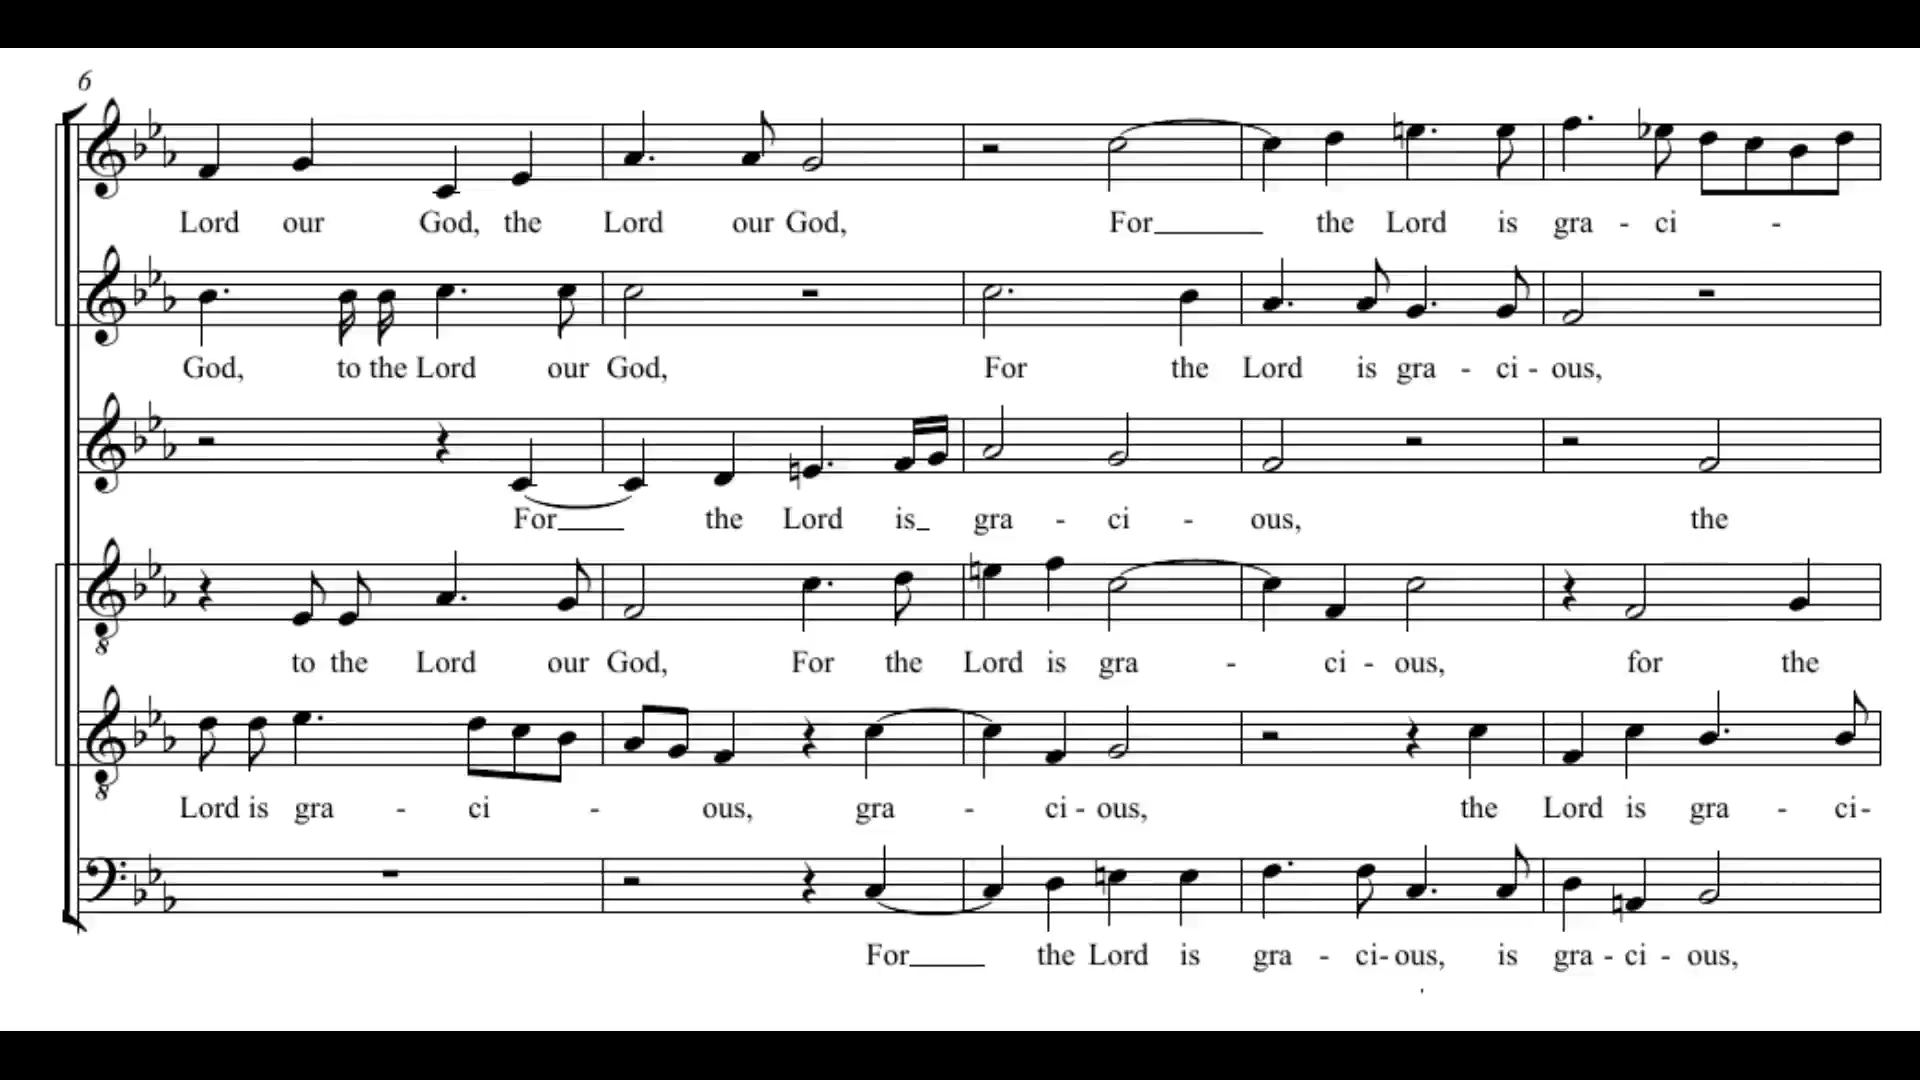 6
Lord our God, the Lord our God, For the Lord is gra - ci -
God, to the Lord our God, For the Lord is gra - ci - ous,
For the Lord is gra - ci - ous, the
8
to the Lord our God, For the Lord is gra - ci - ous, for the
8
Lord is gra - ci - ous, gra - ci - ous, the Lord is gra - ci-
For the Lord is gra - ci- ous, is gra - ci - ous,